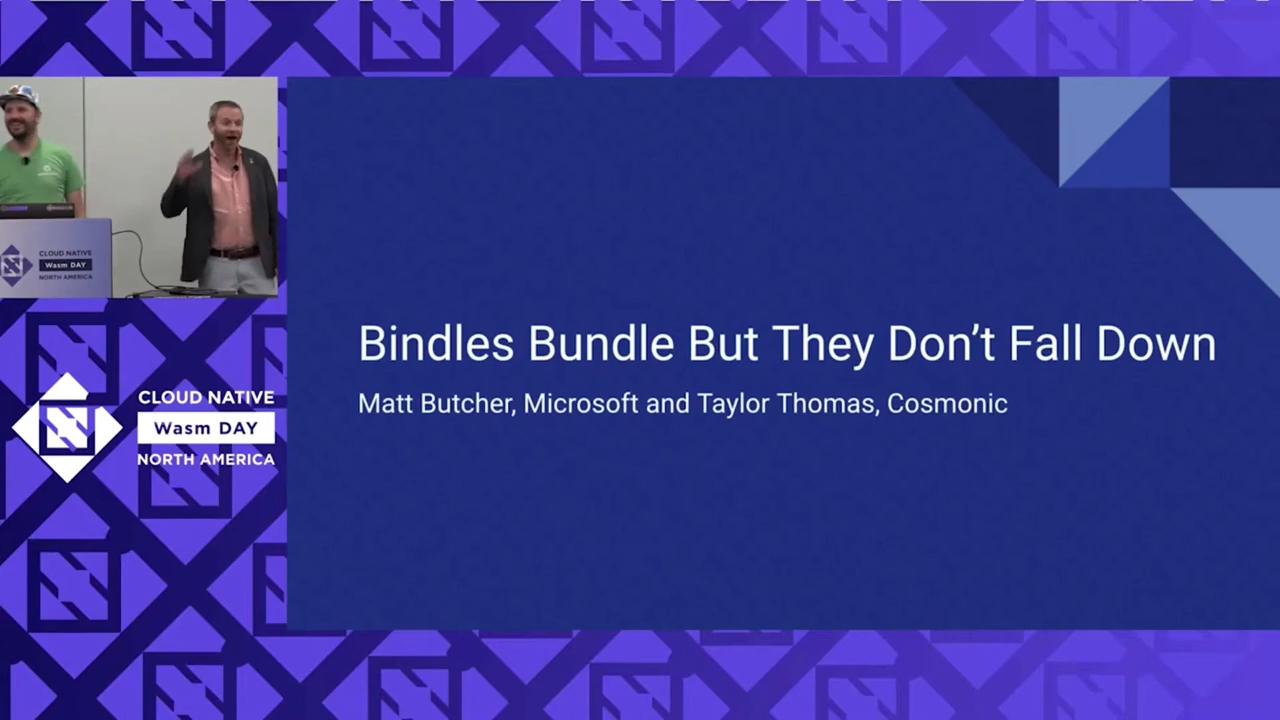 Bindles Bundle But They Don’t Fall Down
Matt Butcher, Microsoft and Taylor Thomas, Cosmonic
CLOUD NATIVE
Wasm DAY
NORTH AMERICA
CLOUD NATIVE
Wasm DAY
NORTH AMERICA